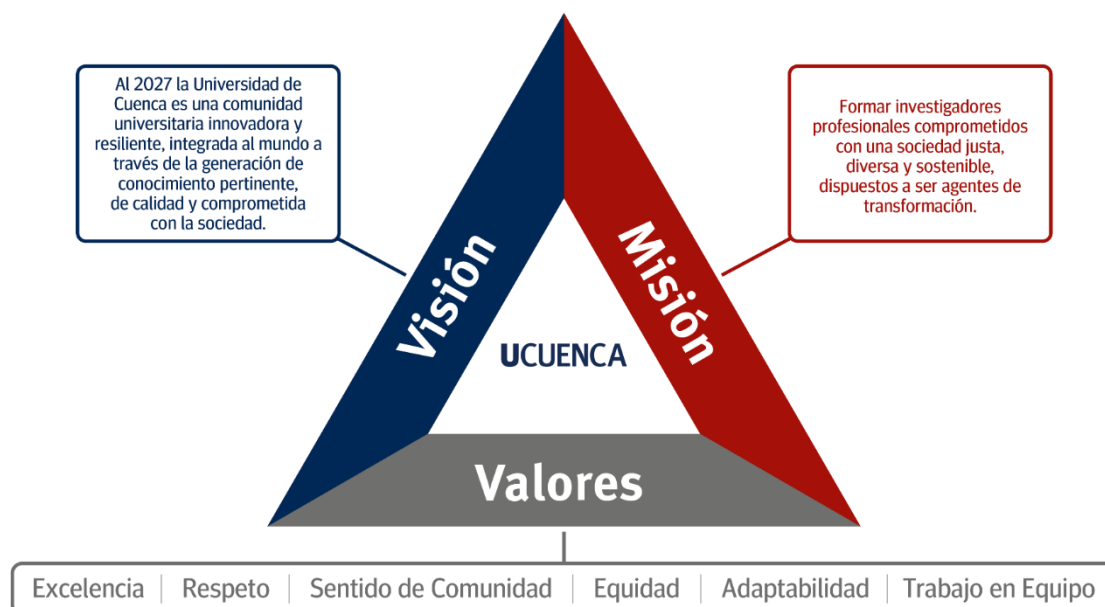 Al 2027 la Universidad de
Cuenca es una comunidad
universitaria innovadora y
resiliente, integrada al mundo a
través de la generación de
conocimiento pertinente,
de calidad y comprometida
con la sociedad.
Formar investigadores
profesionales comprometidos
con una sociedad justa,
diversa y sostenible,
dispuestos a ser agentes de
transformación.
Visión
Misión
UCUENCA
Valores
Excelencia | Respeto | Sentido de Comunidad | Equidad | Adaptabilidad | Trabajo en Equipo